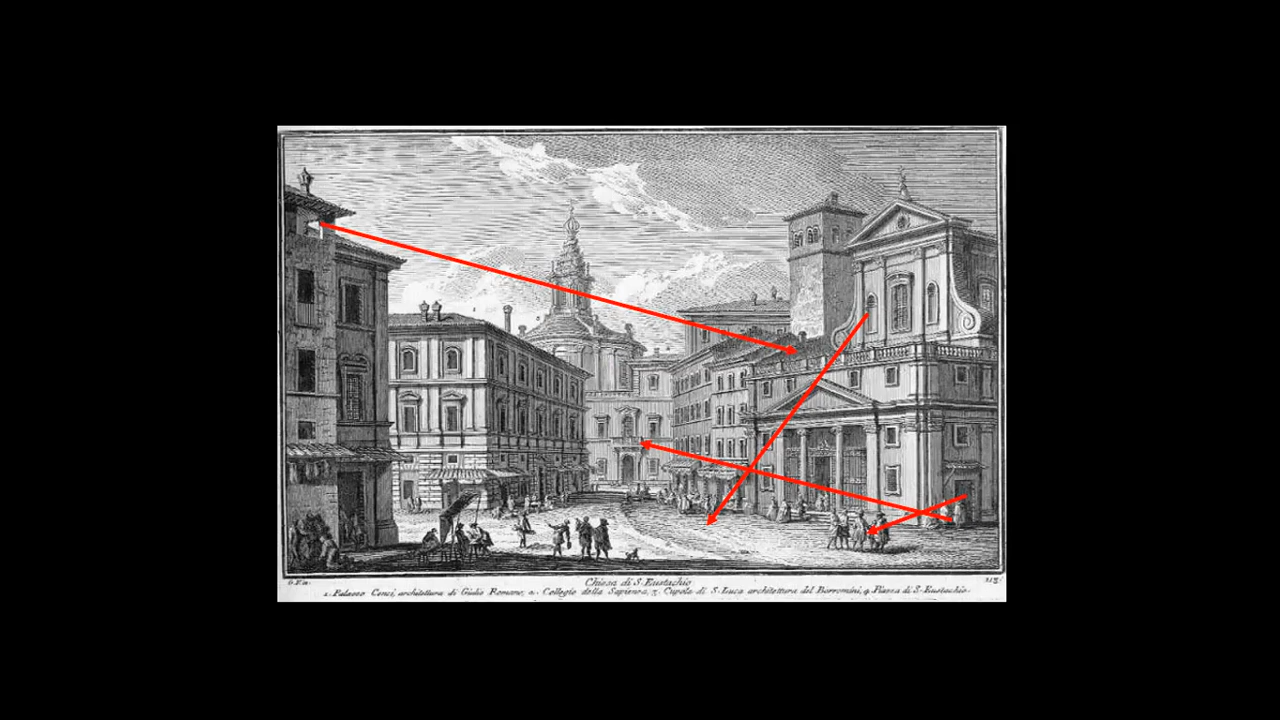 Chiesa di S. Eustachio
1. Palazzo Cenci, architettura di Giulio Romano, 2. Collegio della Sapienza, 3. Cupola di S. Luca architettura del Borromini, 4. Piazza di S. Eustachio.